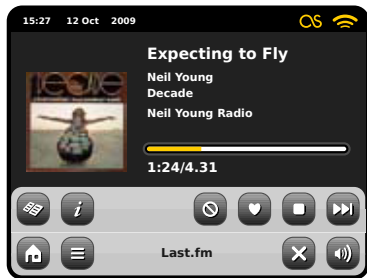 15:27 12 Oct 2009
Expecting to Fly
Neil Young
Decade
Neil Young Radio
1:24/4.31
i
Last.fm